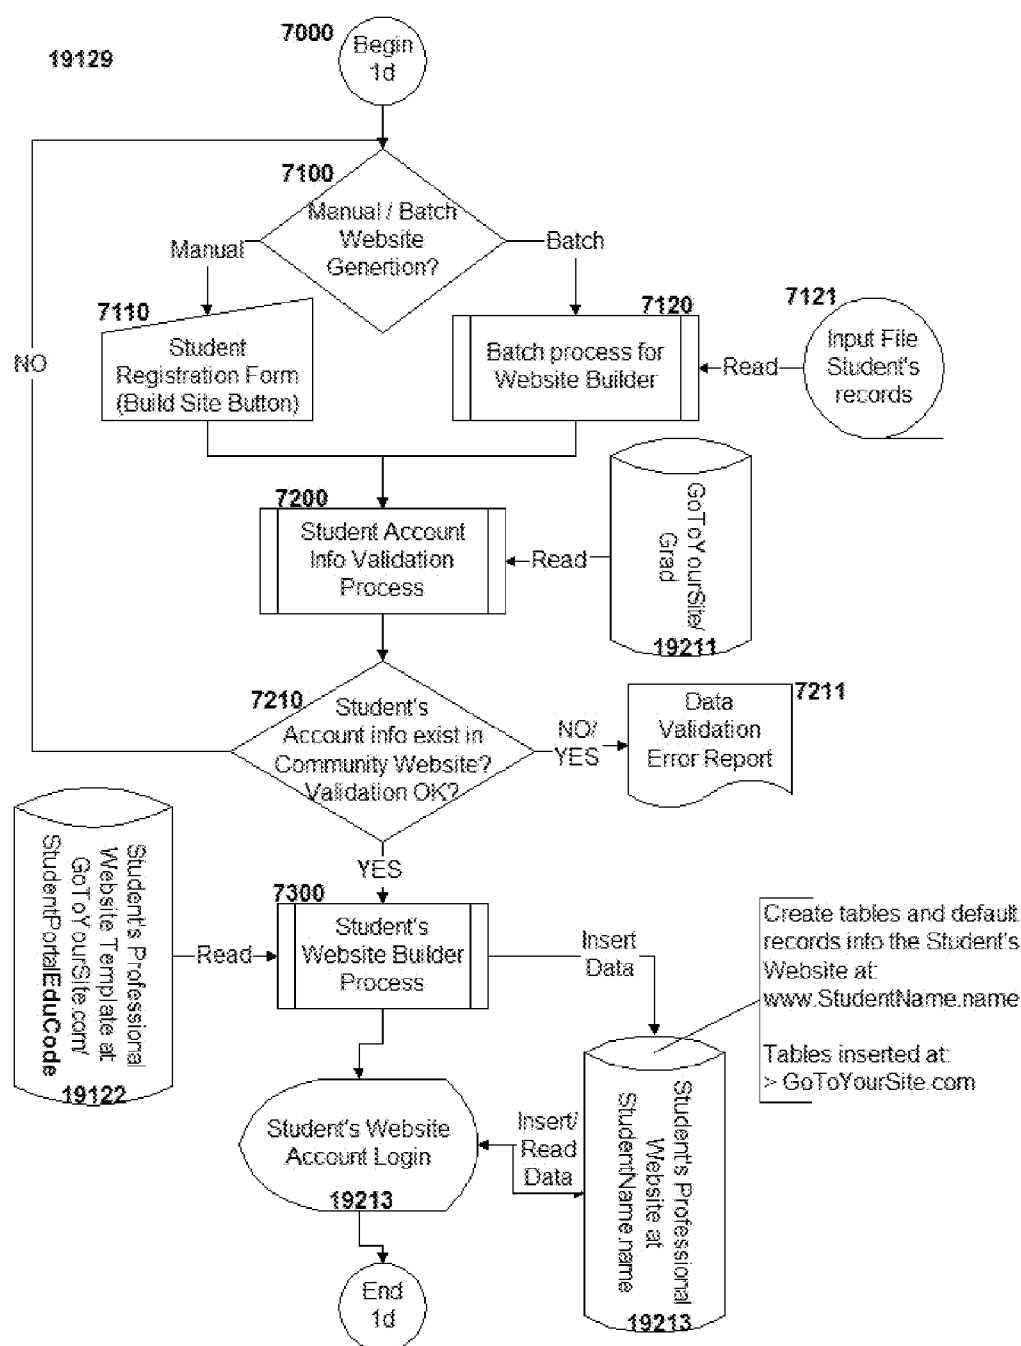 7000
Begin
1d
19129
7100
Manual / Batch
Website
Genertion?
Manual
Batch
7110
Student
Registration Form
(Build Site Button)
7120
Batch process for
Website Builder
Read
7121
Input File
Student's
records
NO
7200
Student Account
Info Validation
Process
Read
GoToYourSite/
Grad
19211
7210
Student's
Account info exist in
Community Website?
Validation OK?
NO/
YES
7211
Data
Validation
Error Report
YES
Student's Professional
Website Template at
GoToYourSite.com/
StudentPortalEduCode
19122
Read
7300
Student's
Website Builder
Process
Insert
Data
Create tables and default
records into the Student's
Website at:
www.StudentName.name
Tables inserted at:
> GoToYourSite.com
Student's Website
Account Login
19213
Insert/
Read
Data
Student's Professional
Website at
StudentName.name
19213
End
1d